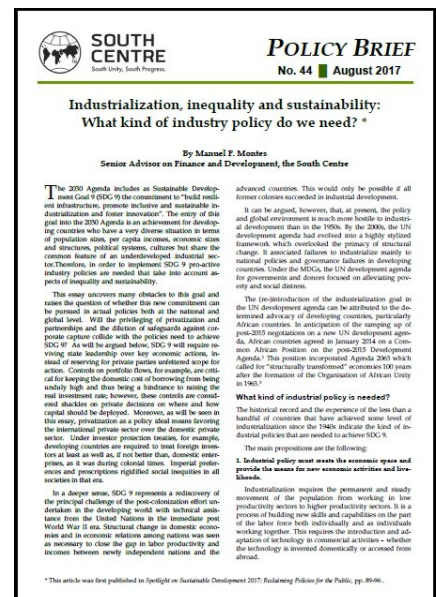 SOUTH
CENTRE
South Unity, South Progress.
POLICY BRIEF
No. 44 August 2017
Industrialization, inequality and sustainability:
What kind of industry policy do we need? *
By Manuel F. Montes
Senior Advisor on Finance and Development, the South Centre
The 2030 Agenda includes as Sustainable Develop-
ment Goal 9 (SDG 9) the commitment to "build resili-
ent infrastructure, promote inclusive and sustainable in-
dustrialization and foster innovation". The entry of this
goal into the 2030 Agenda is an achievement for develop-
ing countries who have a very diverse situation in terms
of population sizes, per capita incomes, economic sizes
and structures, political systems, cultures but share the
common feature of an underdeveloped industrial sec-
tor.Therefore, in order to implement SDG 9 pro-active
industry policies are needed that take into account as-
pects of inequality and sustainability.
This essay uncovers many obstacles to this goal and
raises the question of whether this new commitment can
be pursued in actual policies both at the national and
global level. Will the privileging of privatization and
partnerships and the dilution of safeguards against cor-
porate capture collide with the policies needed to achieve
SDG 9? As will be argued below, SDG 9 will require re-
viving state leadership over key economic actions, in-
stead of reserving for private parties unfettered scope for
action. Controls on portfolio flows, for example, are criti-
cal for keeping the domestic cost of borrowing from being
unduly high and thus being a hindrance to raising the
real investment rate; however, these controls are consid-
ered shackles on private decisions on where and how
capital should be deployed. Moreover, as will be seen in
this essay, privatization as a policy ideal means favoring
the international private sector over the domestic private
sector. Under investor protection treaties, for example,
developing countries are required to treat foreign inves-
tors at least as well as, if not better than, domestic enter-
prises, as it was during colonial times. Imperial prefer-
ences and proscriptions rigidified social inequities in all
societies in that era.
In a deeper sense, SDG 9 represents a rediscovery of
the principal challenge of the post-colonization effort un-
dertaken in the developing world with technical assis-
tance from the United Nations in the immediate post
World War II era. Structural change in domestic econo-
mies and in economic relations among nations was seen
as necessary to close the gap in labor productivity and
incomes between newly independent nations and the
advanced countries. This would only be possible if all
former colonies succeeded in industrial development.
It can be argued, however, that, at present, the policy
and global environment is much more hostile to industri-
al development than in the 1950s. By the 2000s, the UN
development agenda had evolved into a highly stylized
framework which overlooked the primacy of structural
change. It associated failures to industrialize mainly to
national policies and governance failures in developing
countries. Under the MDGs, the UN development agenda
for governments and donors focused on alleviating pov-
erty and social distress.
The (re-)introduction of the industrialization goal in
the UN development agenda can be attributed to the de-
termined advocacy of developing countries, particularly
African countries. In anticipation of the ramping up of
post-2015 negotiations on a new UN development agen-
da, African countries agreed in January 2014 on a Com-
mon African Position on the post-2015 Development
Agenda.¹ This position incorporated Agenda 2063 which
called for "structurally transformed" economies 100 years
after the formation of the Organisation of African Unity
in 1963.²
What kind of industrial policy is needed?
The historical record and the experience of the less than a
handful of countries that have achieved some level of
industrialization since the 1940s indicate the kind of in-
dustrial policies that are needed to achieve SDG 9.
The main propositions are the following:
1. Industrial policy must create the economic space and
provide the means for new economic activities and live-
lihoods.
Industrialization requires the permanent and steady
movement of the population from working in low
productivity sectors to higher productivity sectors. It is a
process of building new skills and capabilities on the part
of the labor force both individually and as individuals
working together. This requires the introduction and ad-
aptation of technology in commercial activities – whether
the technology is invented domestically or accessed from
abroad.
* This article was first published in Spotlight on Sustainable Development 2017: Reclaiming Policies for the Public, pp. 89-96 .